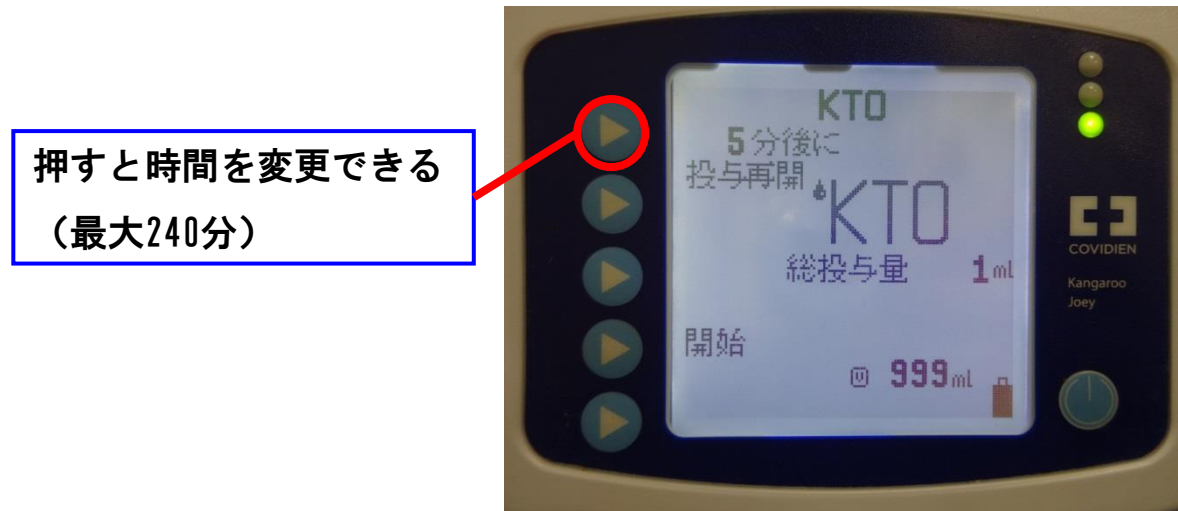 押すと時間を変更できる
（最大240分）
KTO
5分後に
投与再開
KTO
総投与量 1ml
開始
999ml
COVIDIEN
Kangaroo
Joey